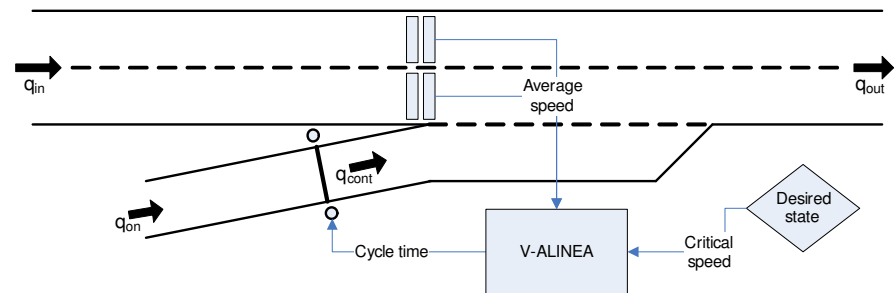 q_in
q_out
Average
speed
q_cont
q_on
Desired
state
Cycle time
V-ALINEA
Critical
speed